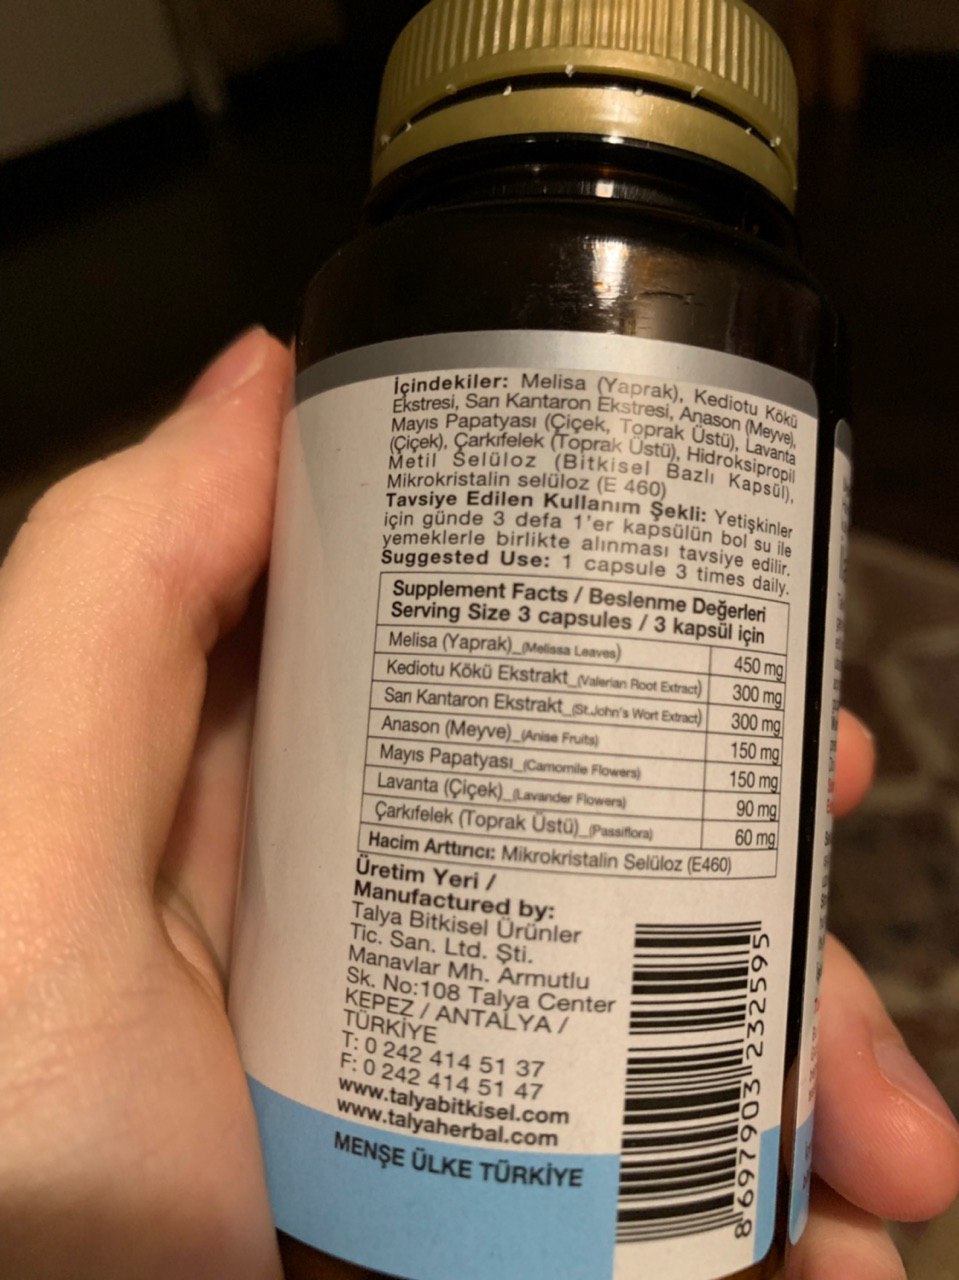 İçindekiler: Melisa (Yaprak), Kediotu Kökü
Ekstresi, Sarı Kantaron Ekstresi, Anason (Meyve),
Mayıs Papatyası (Çiçek, Toprak Üstü), Lavanta
(Çiçek), Çarkıfelek (Toprak Üstü), Hidroksipropil
Metil Selüloz (Bitkisel Bazlı Kapsül),
Mikrokristalin selüloz (E 460)
Tavsiye Edilen Kullanım Şekli: Yetişkinler
için günde 3 defa 1'er kapsülün bol su ile
yemeklerle birlikte alınması tavsiye edilir.
Suggested Use: 1 capsule 3 times daily.
Supplement Facts / Beslenme Değerleri
Serving Size 3 capsules / 3 kapsül için
Melisa (Yaprak)_(Melissa Leaves) 450 mg
Kediotu Kökü Ekstrakt_(Valerian Root Extract) 300 mg
Sarı Kantaron Ekstrakt_(St.John's Wort Extract) 300 mg
Anason (Meyve)_(Anise Fruits) 150 mg
Mayıs Papatyası_(Camomile Flowers) 150 mg
Lavanta (Çiçek)_(Lavander Flowers) 90 mg
Çarkıfelek (Toprak Üstü)_(Passiflora) 60 mg
Hacim Arttırıcı: Mikrokristalin Selüloz (E460)
Üretim Yeri /
Manufactured by:
Talya Bitkisel Ürünler
Tic. San. Ltd. Şti.
Manavlar Mh. Armutlu
Sk. No:108 Talya Center
KEPEZ / ANTALYA /
TÜRKİYE
T: 0 242 414 51 37
F: 0 242 414 51 47
www.talyabitkisel.com
www.talyaherbal.com
MENŞE ÜLKE TÜRKİYE
8 697903 232595